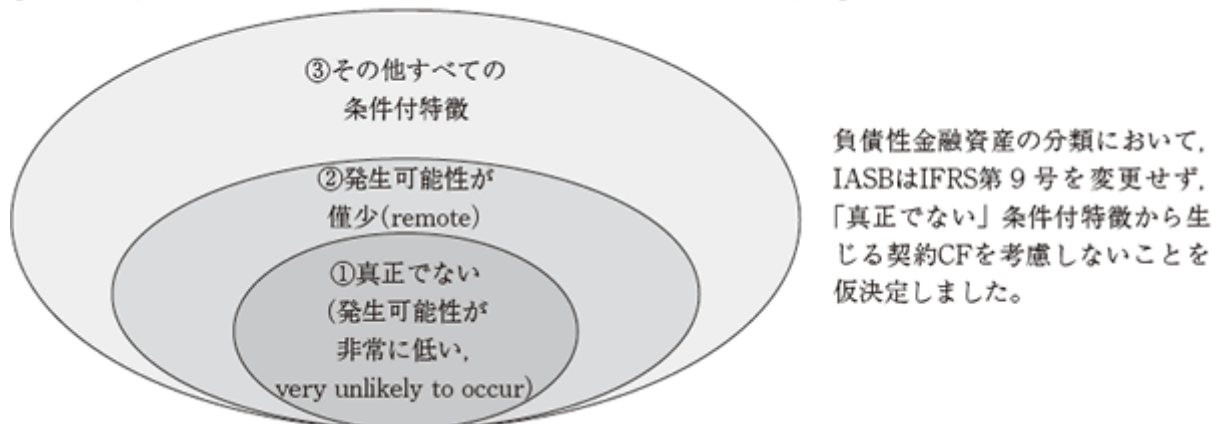 ③その他すべての
条件付特徴
②発生可能性が
僅少(remote)
①真正でない
(発生可能性が
非常に低い,
very unlikely to occur)
負債性金融資産の分類において,
IASBはIFRS第9号を変更せず,
「真正でない」条件付特徴から生
じる契約CFを考慮しないことを
仮決定しました。